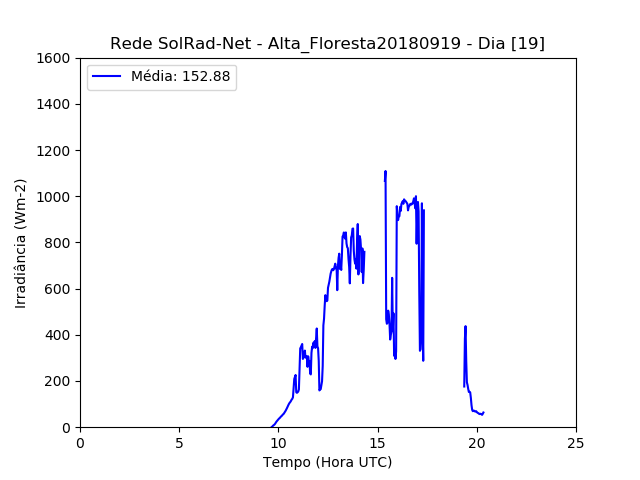 Rede SolRad-Net - Alta_Floresta20180919 - Dia [19]
Média: 152.88
1600
1400
1200
1000
800
600
400
200
0
Irradiância (Wm-2)
0 5 10 15 20 25
Tempo (Hora UTC)